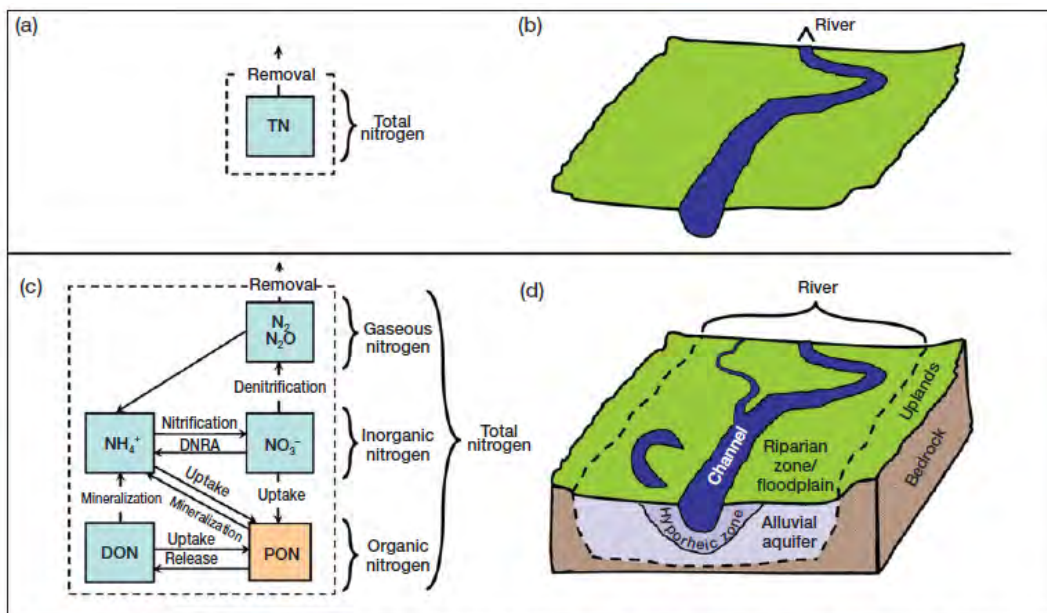 (a)
Removal
TN
Total
nitrogen
(b)
River
(c)
Removal
N₂
N₂O
Gaseous
nitrogen
Denitrification
NH₄⁺
Nitrification
DNRA
NO₃⁻
Inorganic
nitrogen
Total
nitrogen
Mineralization
Uptake
Mineralization
Uptake
DON
Uptake
Release
PON
Organic
nitrogen
(d)
River
Uplands
Bedrock
Channel
Riparian
zone/
floodplain
Hyporheic zone
Alluvial
aquifer